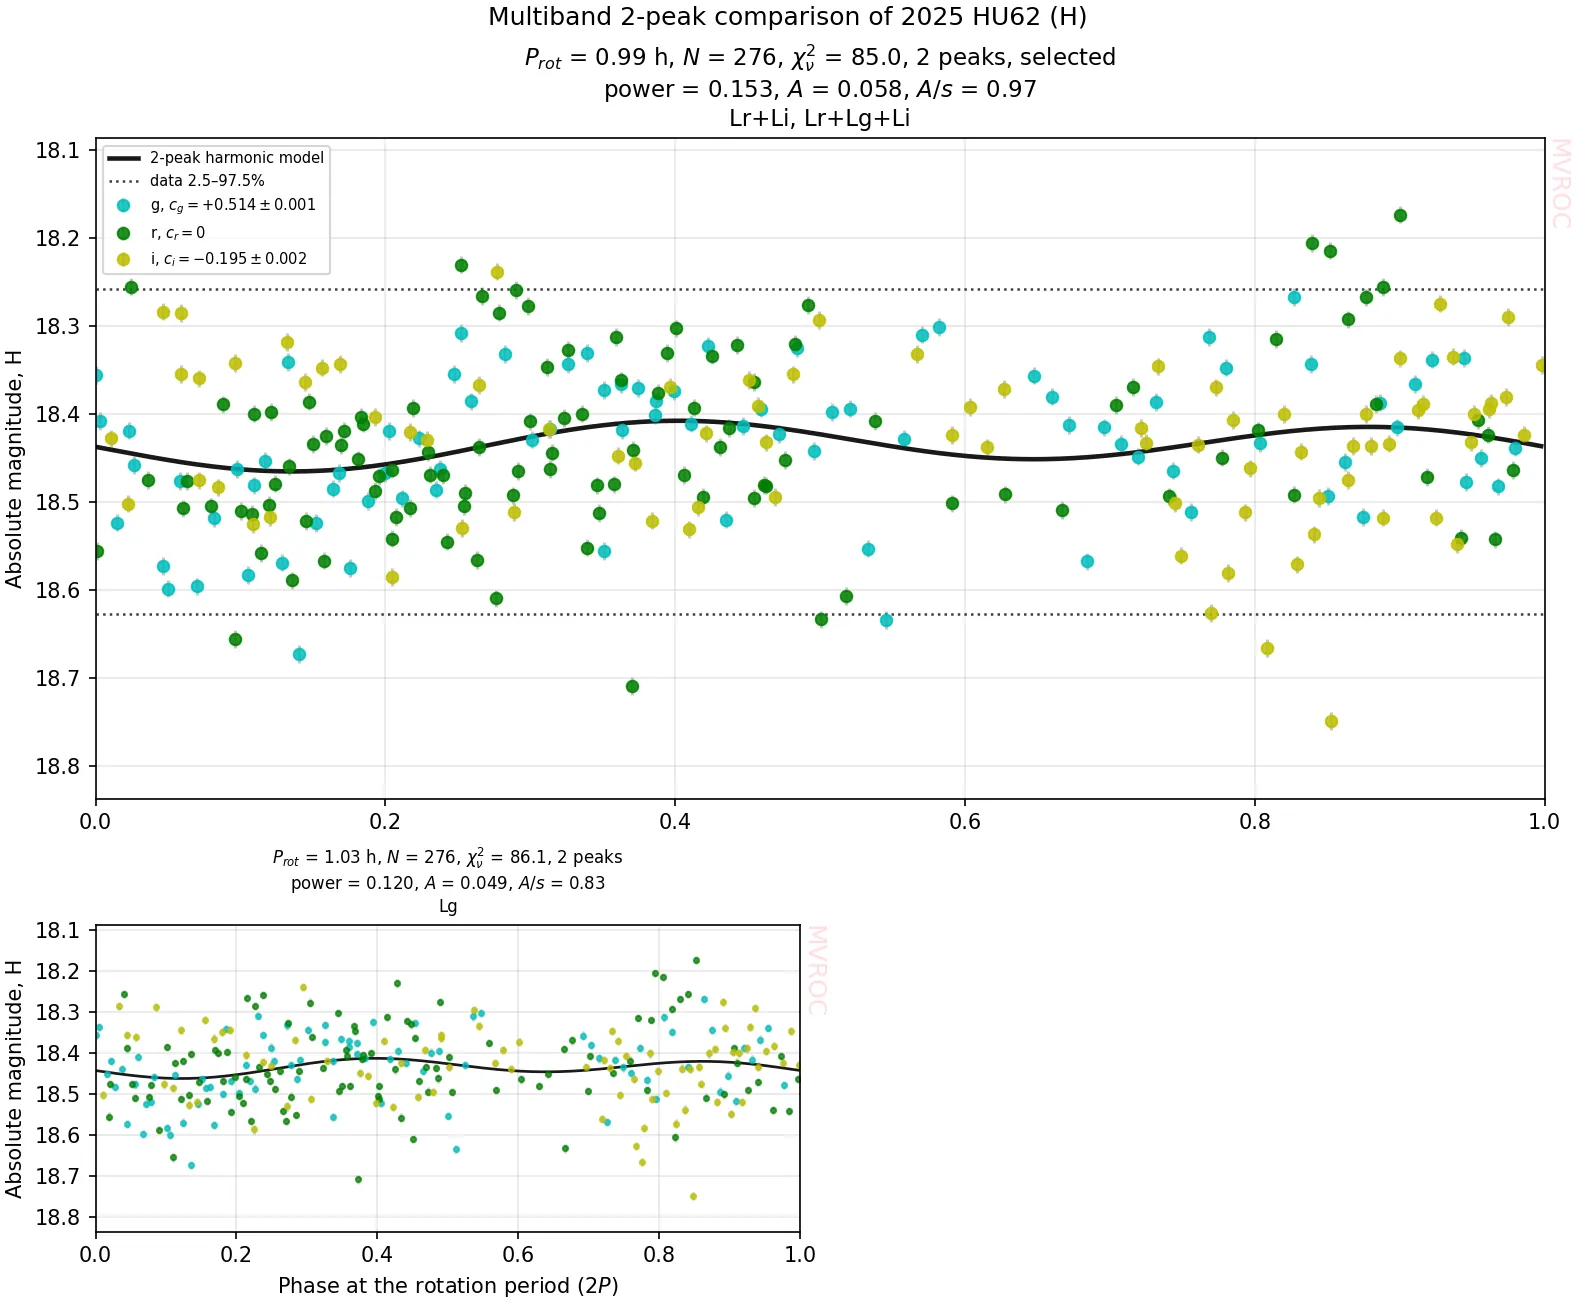 Multiband 2-peak comparison of 2025 HU62 (H)
P_rot = 0.99 h, N = 276, χ²_ν = 85.0, 2 peaks, selected
power = 0.153, A = 0.058, A/s = 0.97
Lr+Li, Lr+Lg+Li
18.1
18.2
18.3
18.4
18.5
18.6
18.7
18.8
Absolute magnitude, H
2-peak harmonic model
data 2.5–97.5%
g, c_g = +0.514 ± 0.001
r, c_r = 0
i, c_i = −0.195 ± 0.002
MVROC
0.0 0.2 0.4 0.6 0.8 1.0
P_rot = 1.03 h, N = 276, χ²_ν = 86.1, 2 peaks
power = 0.120, A = 0.049, A/s = 0.83
Lg
18.1
18.2
18.3
18.4
18.5
18.6
18.7
18.8
Absolute magnitude, H
MVROC
0.0 0.2 0.4 0.6 0.8 1.0
Phase at the rotation period (2P)